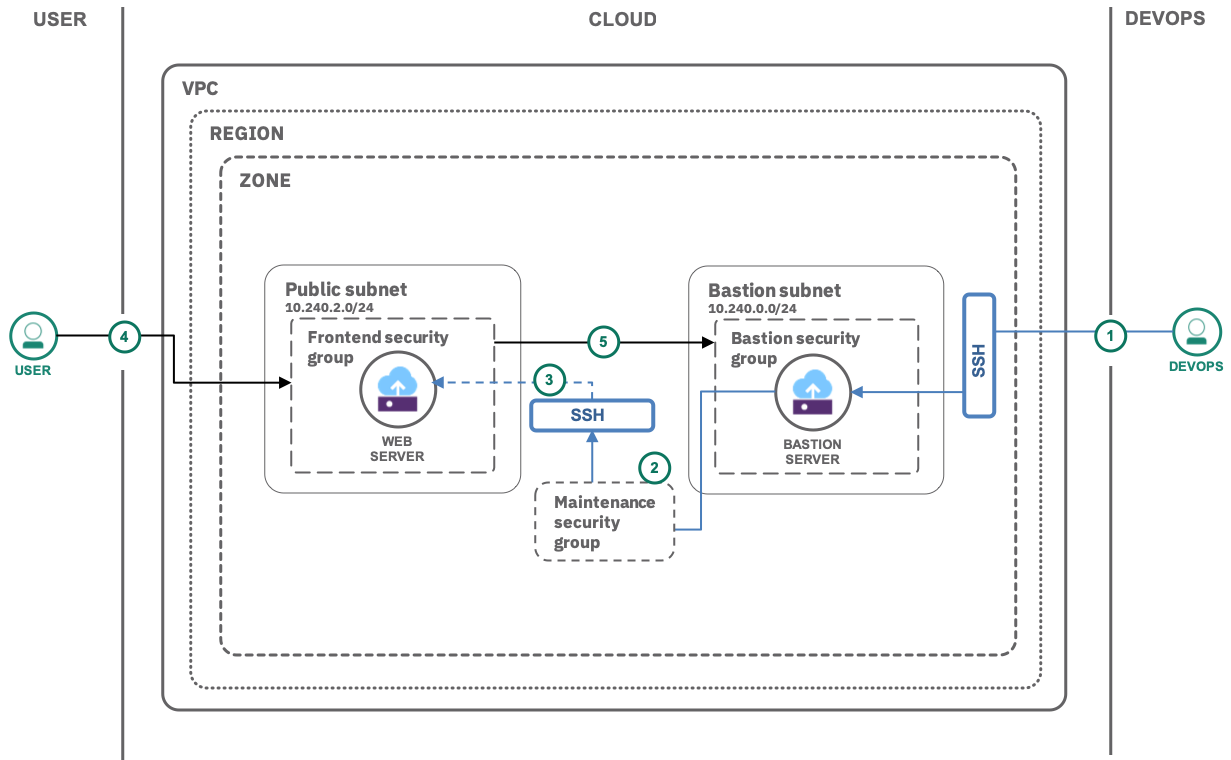 USER
CLOUD
DEVOPS
VPC
REGION
ZONE
Public subnet
10.240.2.0/24
Frontend security
group
WEB
SERVER
Bastion subnet
10.240.0.0/24
Bastion security
group
BASTION
SERVER
SSH
4
5
3
1
USER
DEVOPS
SSH
2
Maintenance
security
group